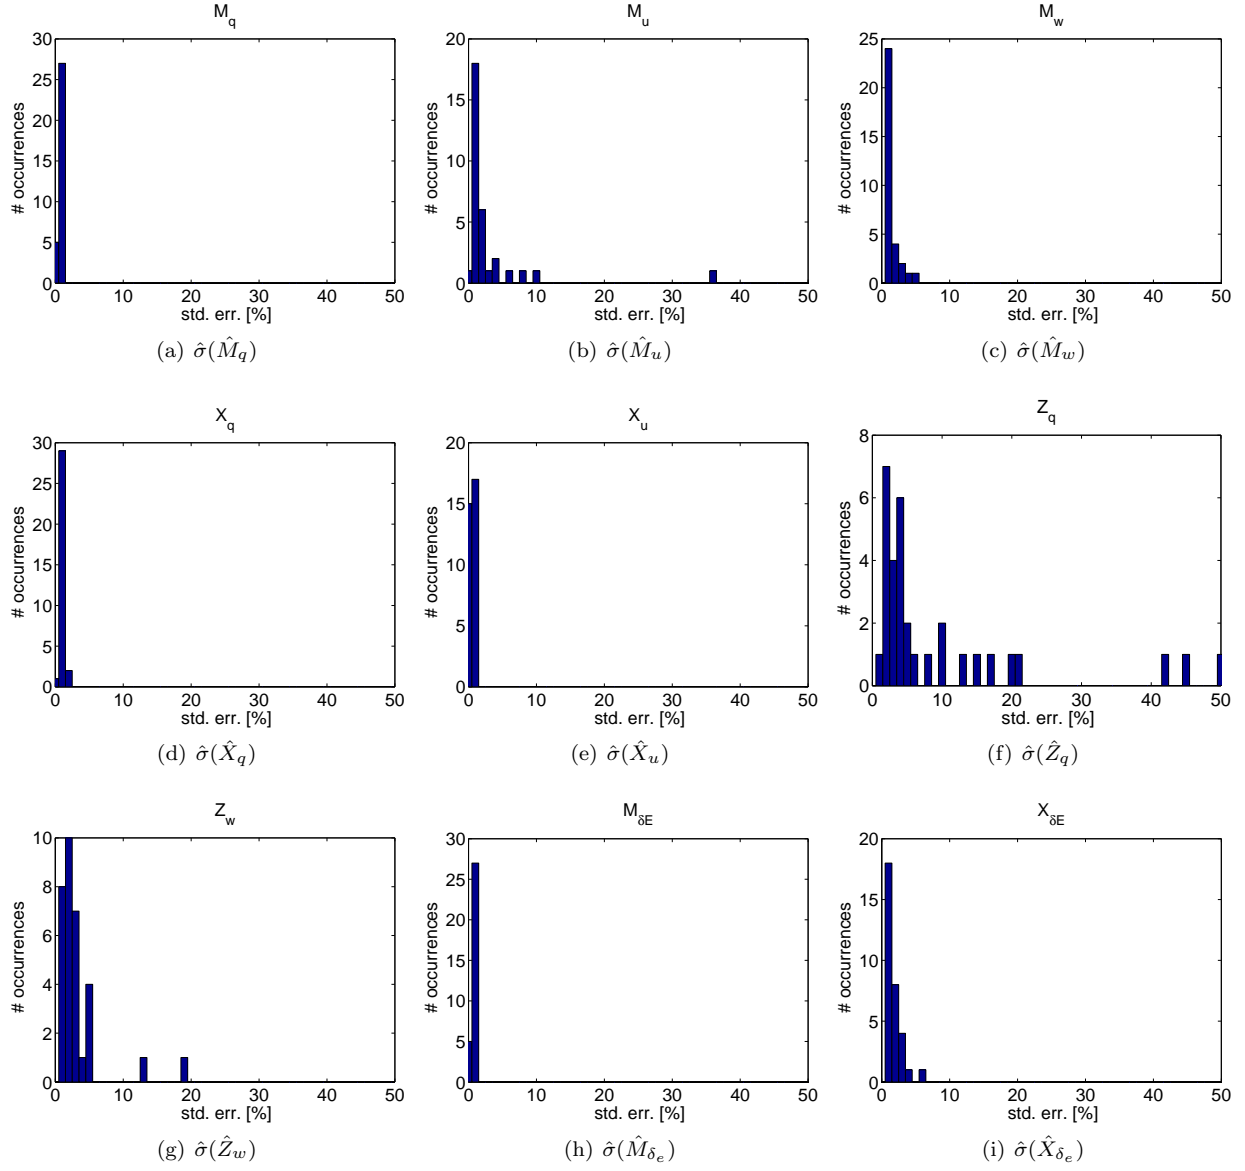 M_q
30
25
20
15
10
5
0
# occurrences
0 10 20 30 40 50
std. err. [%]
(a) σ̂(M̂_q)
M_u
20
15
10
5
0
# occurrences
0 10 20 30 40 50
std. err. [%]
(b) σ̂(M̂_u)
M_w
25
20
15
10
5
0
# occurrences
0 10 20 30 40 50
std. err. [%]
(c) σ̂(M̂_w)
X_q
30
25
20
15
10
5
0
# occurrences
0 10 20 30 40 50
std. err. [%]
(d) σ̂(X̂_q)
X_u
20
15
10
5
0
# occurrences
0 10 20 30 40 50
std. err. [%]
(e) σ̂(X̂_u)
Z_q
8
6
4
2
0
# occurrences
0 10 20 30 40 50
std. err. [%]
(f) σ̂(Ẑ_q)
Z_w
10
8
6
4
2
0
# occurrences
0 10 20 30 40 50
std. err. [%]
(g) σ̂(Ẑ_w)
M_δE
30
25
20
15
10
5
0
# occurrences
0 10 20 30 40 50
std. err. [%]
(h) σ̂(M̂_δ_e)
X_δE
20
15
10
5
0
# occurrences
0 10 20 30 40 50
std. err. [%]
(i) σ̂(X̂_δ_e)